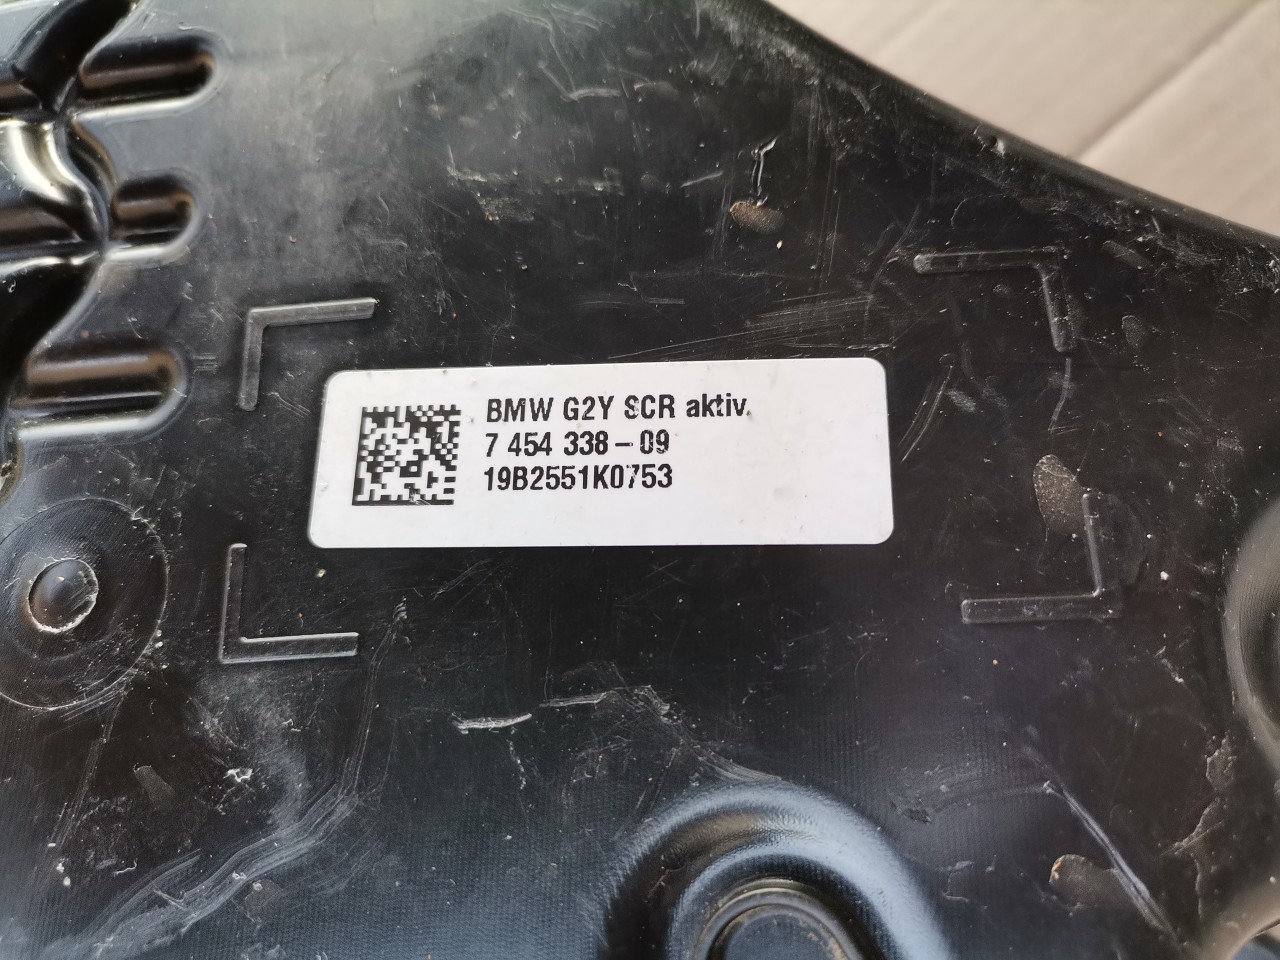 BMW G2Y SCR aktiv.
7 454 338-09
19B2551K0753